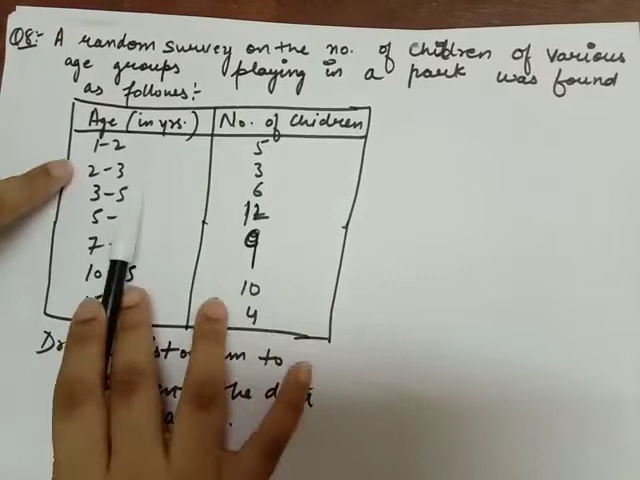 Q8:- A random survey on the no. of children of various
age groups playing in a park was found
as follows:-
Age (in yrs.) No. of Children
1-2 5
2-3 3
3-5 6
5- 12
7- 9
10 5 10
4
to
the